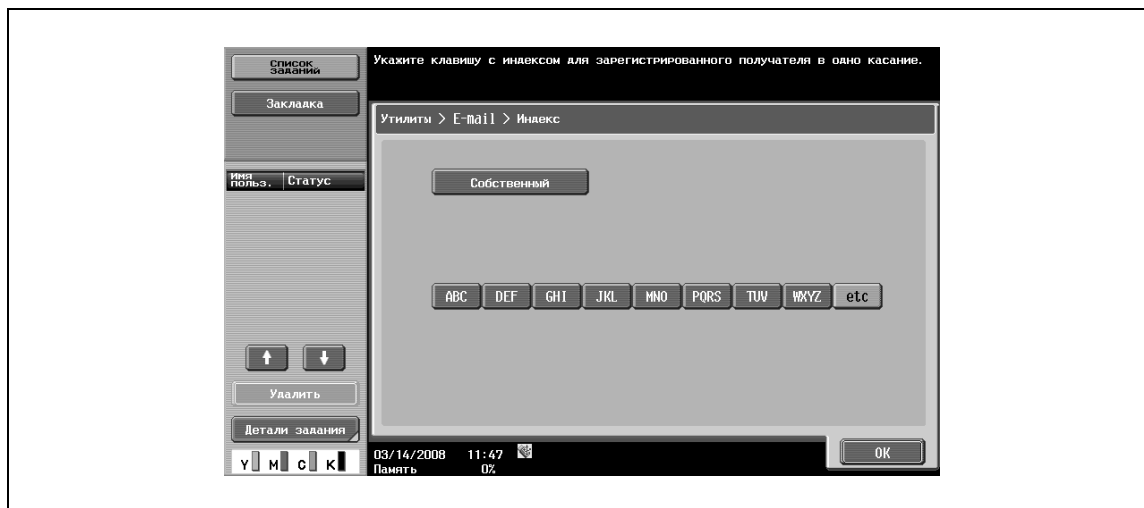 Список
заданий
Закладка
Имя
польз. Статус
Удалить
Детали задания
Y M C K
Укажите клавишу с индексом для зарегистрированного получателя в одно касание.
Утилиты > E-mail > Индекс
Собственный
ABC DEF GHI JKL MNO PQRS TUV WXYZ etc
03/14/2008 11:47
Память 0%
OK